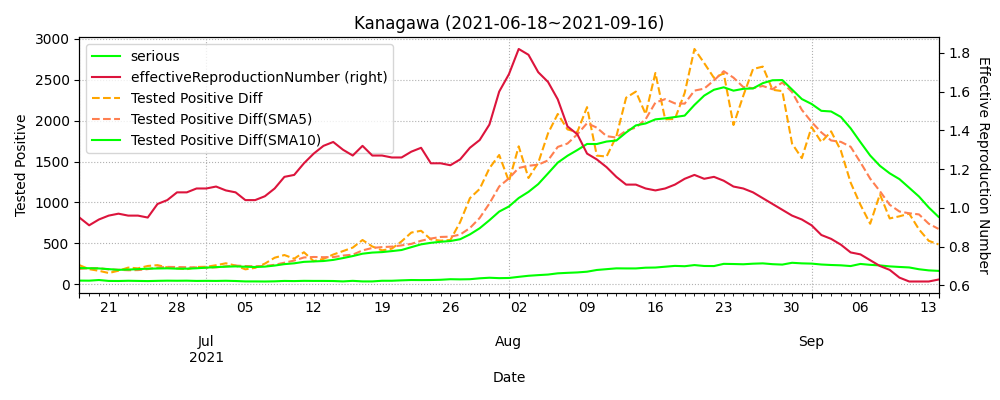 Kanagawa (2021-06-18~2021-09-16)
serious
effectiveReproductionNumber (right)
Tested Positive Diff
Tested Positive Diff(SMA5)
Tested Positive Diff(SMA10)
Tested Positive
3000
2500
2000
1500
1000
500
0
1.8
1.6
1.4
1.2
1.0
0.8
0.6
Effective Reproduction Number
21 28 05 12 19 26 02 09 16 23 30 06 13
Jul Aug Sep
2021
Date